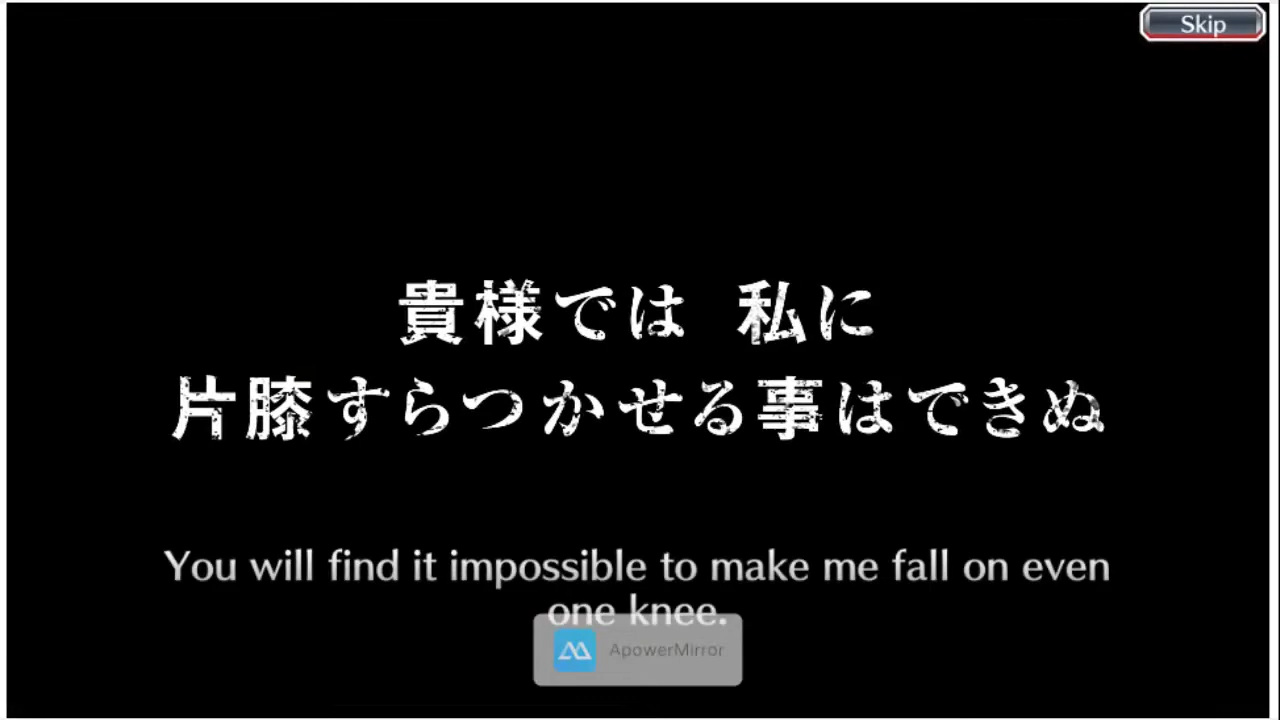 Skip
貴様では 私に
片膝すらつかせる事はできぬ
You will find it impossible to make me fall on even
one knee.
ApowerMirror